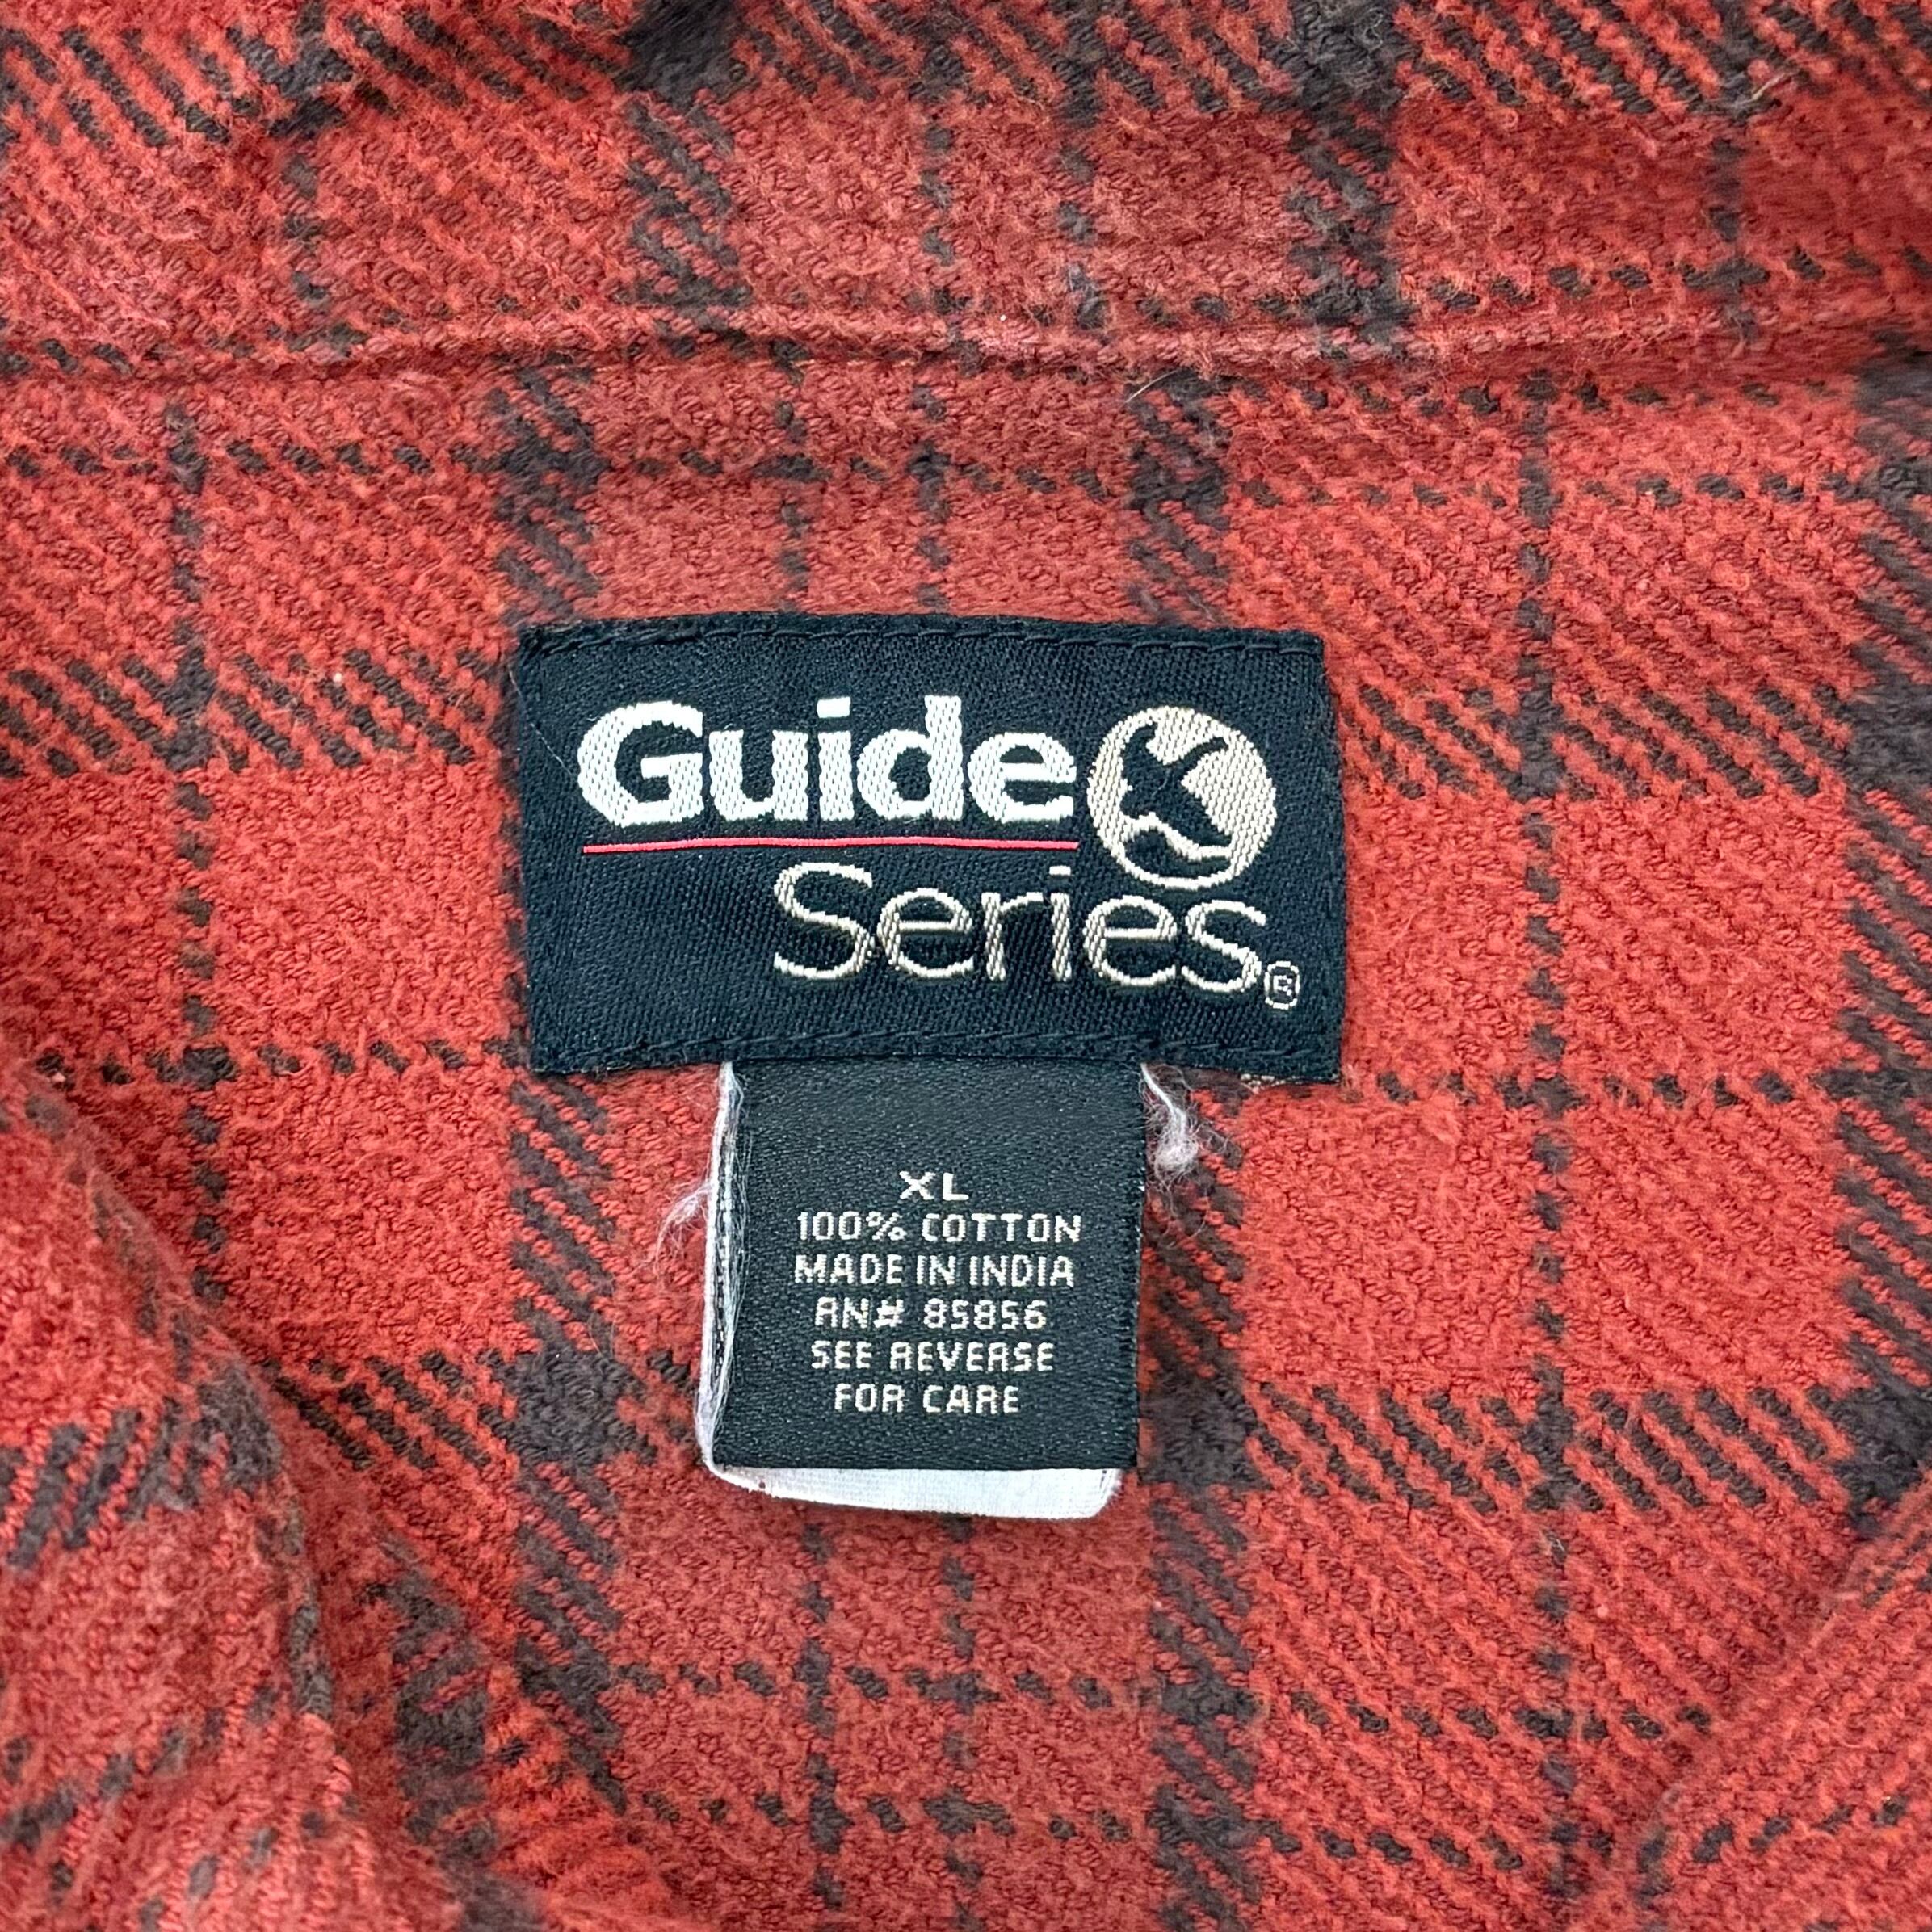 Guide
Series®
XL
100% COTTON
MADE IN INDIA
RN# 85856
SEE REVERSE
FOR CARE